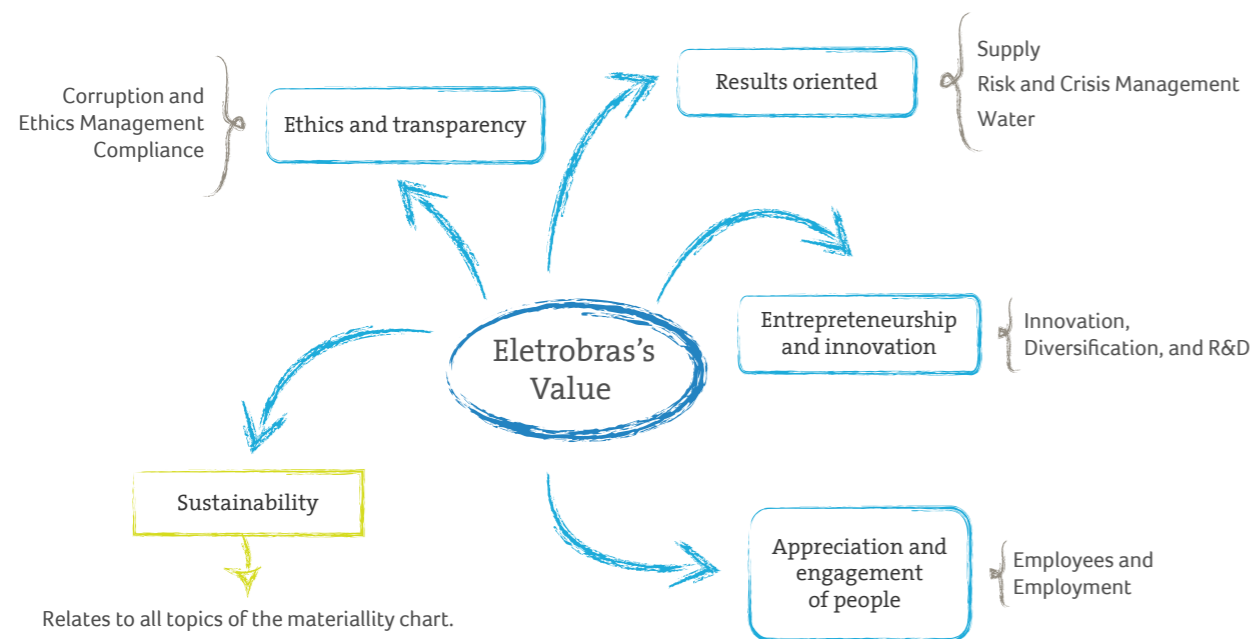 Eletrobras's
Value
Ethics and transparency
Corruption and
Ethics Management
Compliance
Results oriented
Supply
Risk and Crisis Management
Water
Entrepreteneurship
and innovation
Innovation,
Diversification, and R&D
Appreciation and
engagement
of people
Employees and
Employment
Sustainability
Relates to all topics of the materiallity chart.